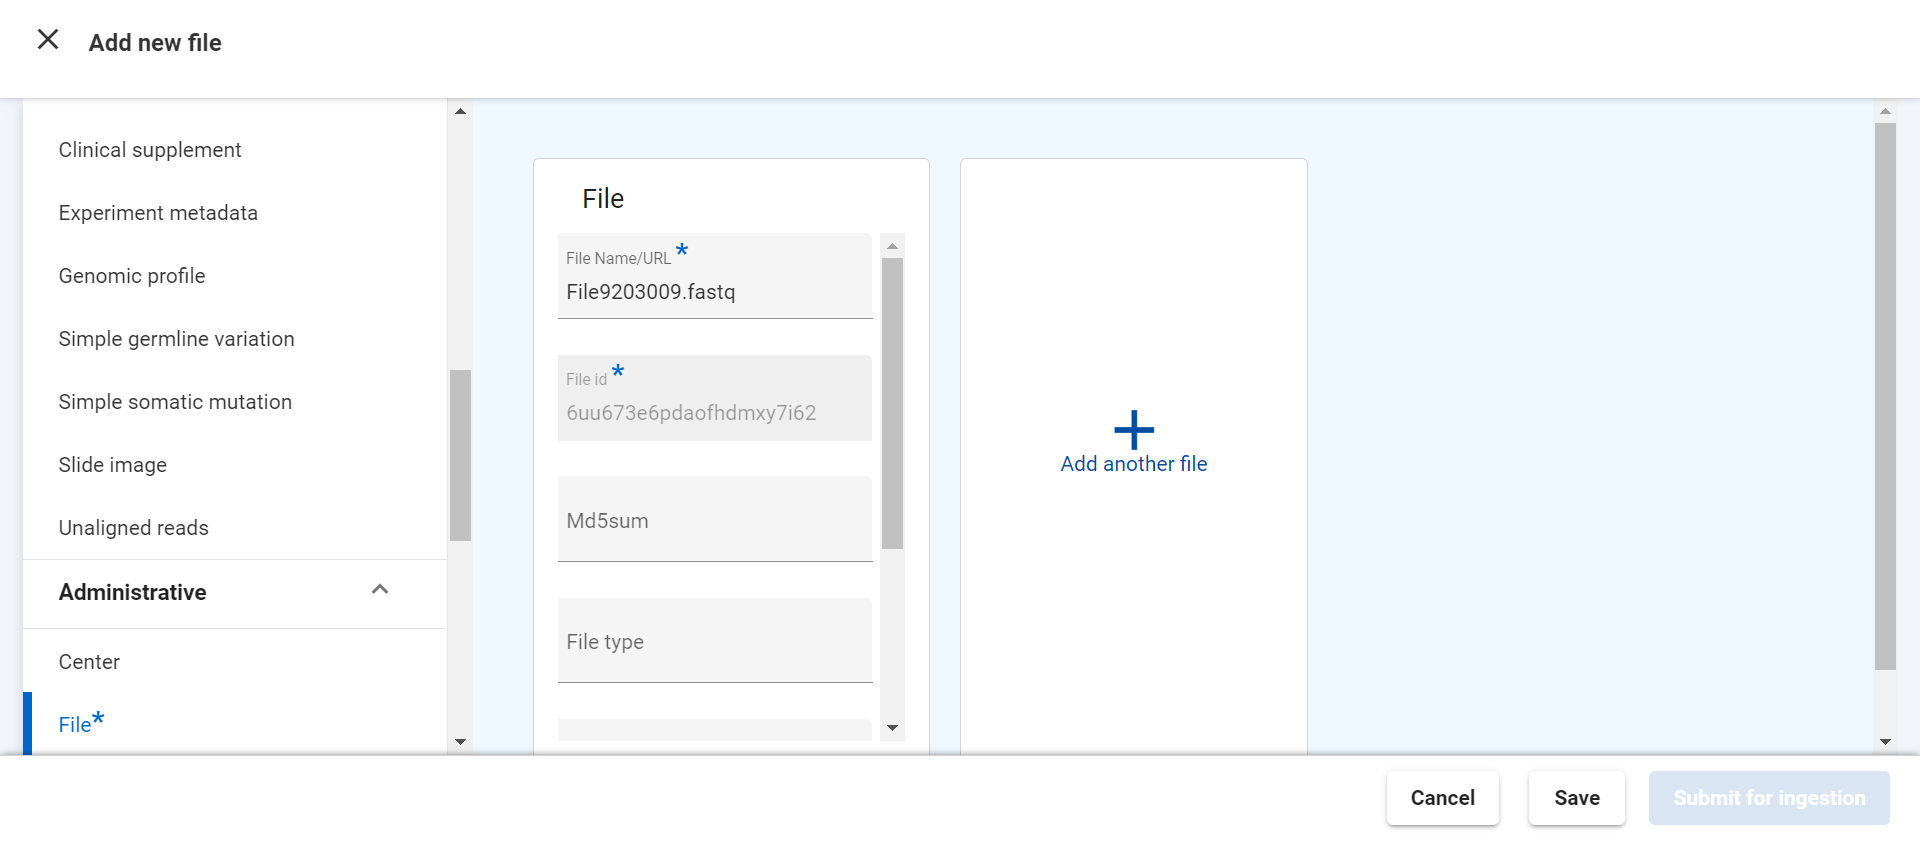 Add new file
Clinical supplement
Experiment metadata
Genomic profile
Simple germline variation
Simple somatic mutation
Slide image
Unaligned reads
Administrative
Center
File*
File
File Name/URL *
File9203009.fastq
File id *
6uu673e6pdaofhdmxy7i62
Md5sum
File type
Add another file
Cancel
Save
Submit for ingestion